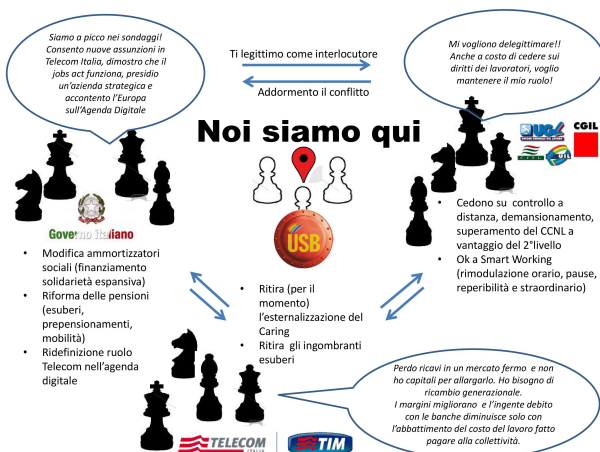 Siamo a picco nei sondaggi!
Consento nuove assunzioni in
Telecom Italia, dimostro che il
jobs act funziona, presidio
un'azienda strategica e
accontento l'Europa
sull'Agenda Digitale
Ti legittimo come interlocutore
Addormento il conflitto
Mi vogliono delegittimare!!
Anche a costo di cedere sui
diritti dei lavoratori, voglio
mantenere il mio ruolo!
Noi siamo qui
UGL
CGIL
UIL
USB
Governo Italiano
• Modifica ammortizzatori
sociali (finanziamento
solidarietà espansiva)
• Riforma delle pensioni
(esuberi,
prepensionamenti,
mobilità)
• Ridefinizione ruolo
Telecom nell'agenda
digitale
• Ritira (per il
momento)
l'esternalizzazione del
Caring
• Ritira gli ingombranti
esuberi
• Cedono su controllo a
distanza, demansionamento,
superamento del CCNL a
vantaggio del 2°livello
• Ok a Smart Working
(rimodulazione orario, pause,
reperibilità e straordinario)
Perdo ricavi in un mercato fermo e non
ho capitali per allargarlo. Ho bisogno di
ricambio generazionale.
I margini migliorano e l'ingente debito
con le banche diminuisce solo con
l'abbattimento del costo del lavoro fatto
pagare alla collettività.
TELECOM
ITALIA
TIM